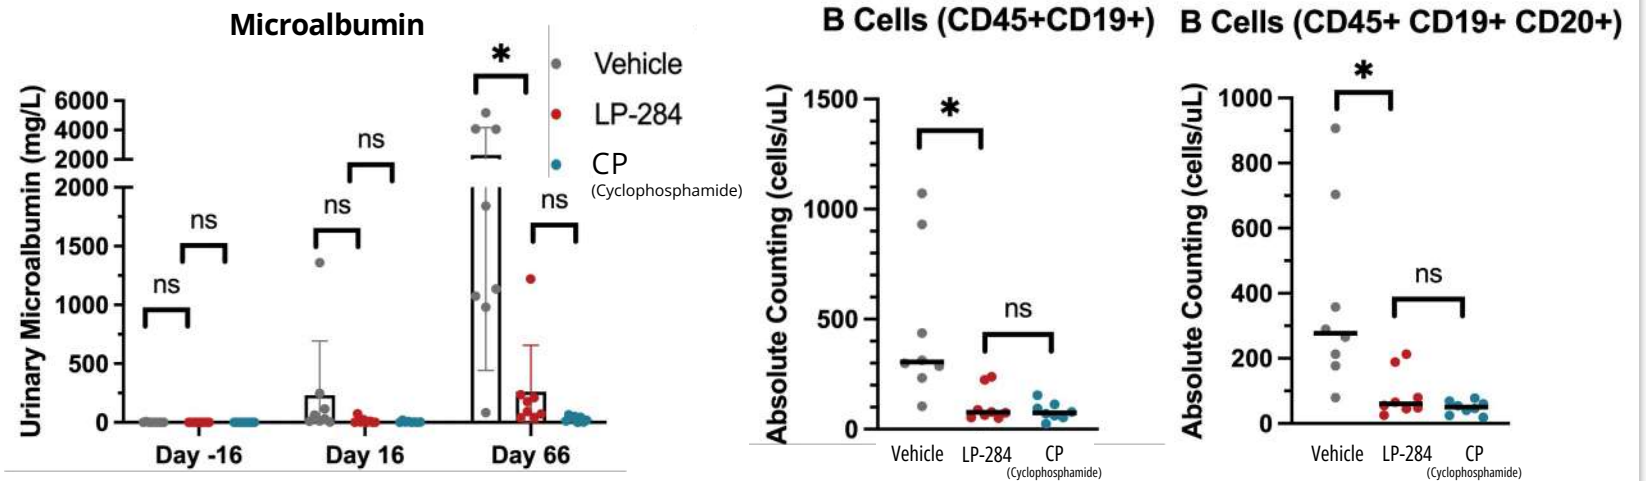 Microalbumin
Urinary Microalbumin (mg/L)
6000
4000
2000
2000
1500
1000
500
0
ns
ns
ns
ns
*
ns
Day -16
Day 16
Day 66
Vehicle
LP-284
CP
(Cyclophosphamide)
B Cells (CD45+CD19+)
Absolute Counting (cells/uL)
1500
1000
500
0
*
ns
Vehicle
LP-284
CP
(Cyclophosphamide)
B Cells (CD45+ CD19+ CD20+)
Absolute Counting (cells/uL)
1000
800
600
400
200
0
*
ns
Vehicle
LP-284
CP
(Cyclophosphamide)